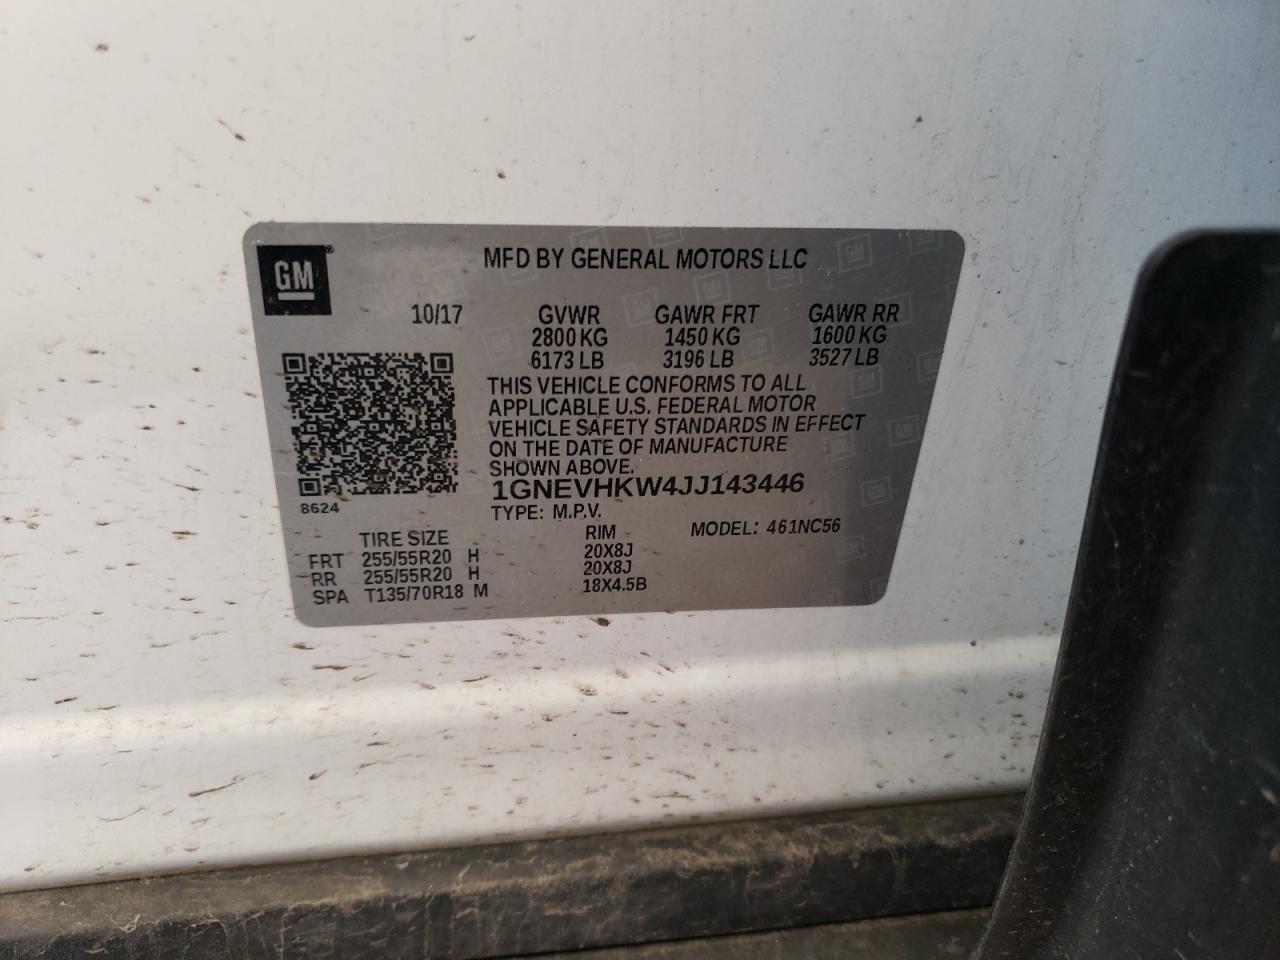 GM
MFD BY GENERAL MOTORS LLC
10/17 GVWR GAWR FRT GAWR RR
2800 KG 1450 KG 1600 KG
6173 LB 3196 LB 3527 LB
THIS VEHICLE CONFORMS TO ALL
APPLICABLE U.S. FEDERAL MOTOR
VEHICLE SAFETY STANDARDS IN EFFECT
ON THE DATE OF MANUFACTURE
SHOWN ABOVE.
1GNEVHKW4JJ143446
8624
TYPE: M.P.V.
MODEL: 461NC56
TIRE SIZE RIM
FRT 255/55R20 H 20X8J
RR 255/55R20 H 20X8J
SPA T135/70R18 M 18X4.5B